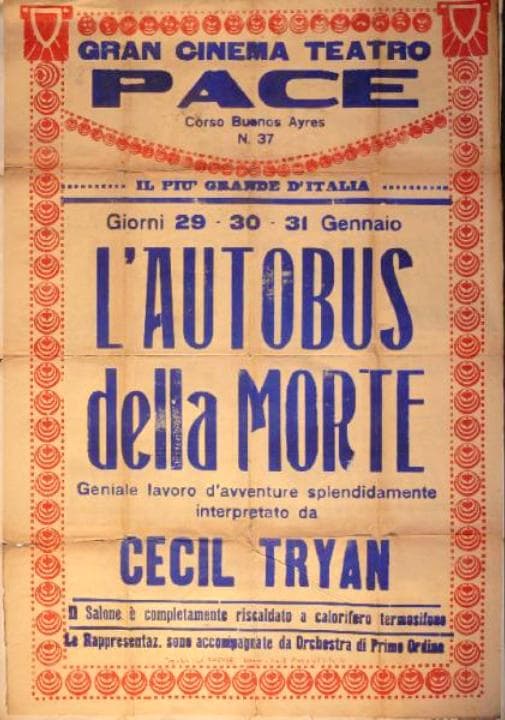 GRAN CINEMA TEATRO
PACE
Corso Buenos Ayres
N. 37
IL PIU' GRANDE D'ITALIA
Giorni 29 - 30 - 31 Gennaio
L'AUTOBUS
della MORTE
Geniale lavoro d'avventure splendidamente
interpretato da
CECIL TRYAN
Il Salone è completamente riscaldato a calorifero termosifone
Le Rappresentaz. sono accompagnate da Orchestra di Primo Ordine